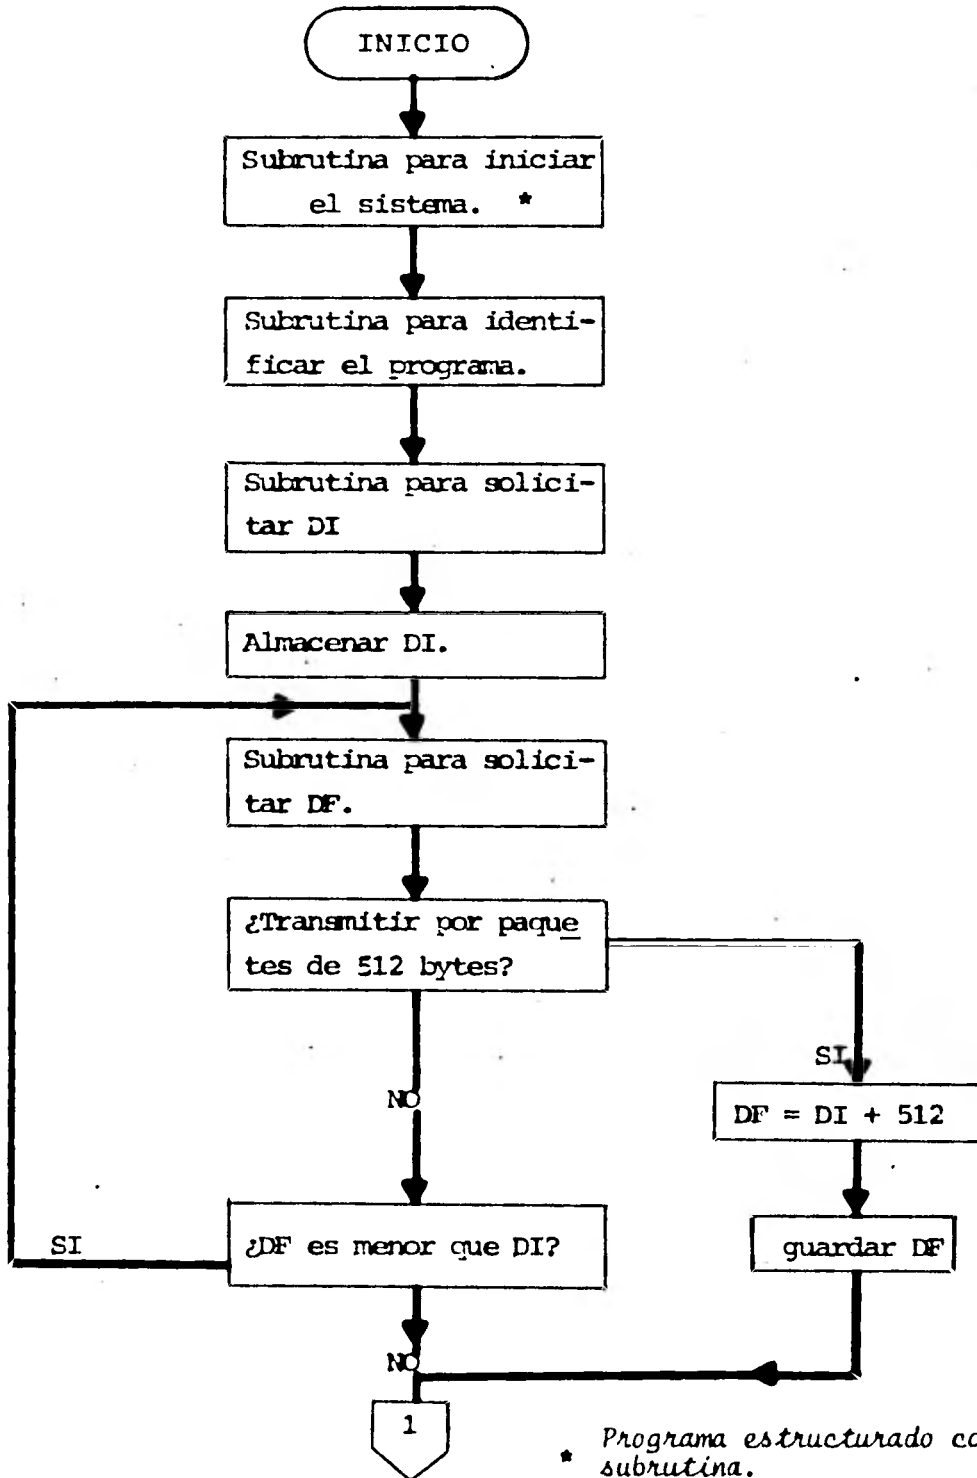 INICIO
Subrutina para iniciar
el sistema. *
Subrutina para identi-
ficar el programa.
Subrutina para solici-
tar DI
Almacenar DI.
Subrutina para solici-
tar DF.
¿Transmitir por paque
tes de 512 bytes?
SI
NO
DF = DI + 512
SI
¿DF es menor que DI?
guardar DF
NO
1
* Programa estructurado co
subrutina.